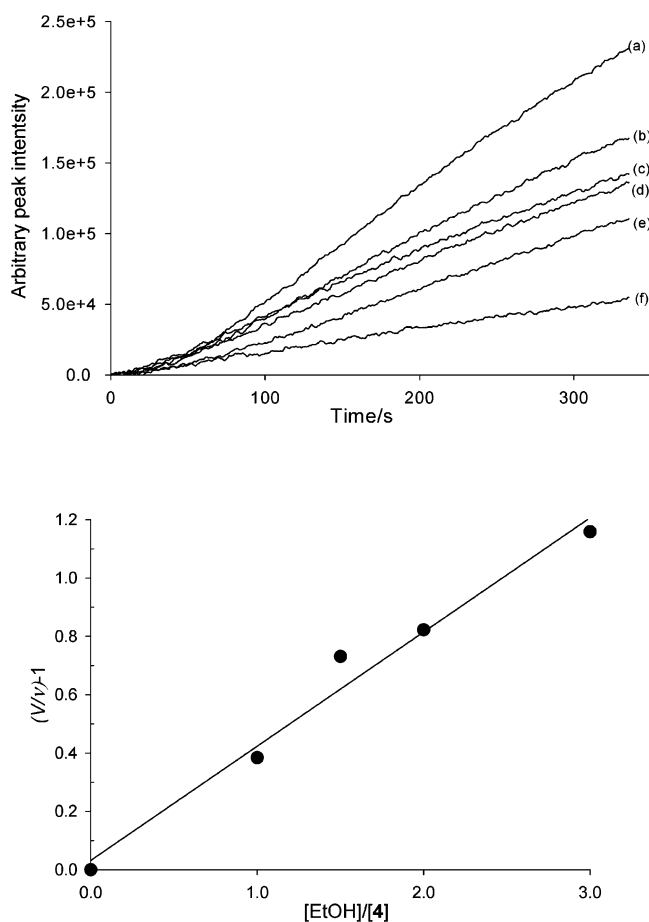 2.5e+5
2.0e+5
1.5e+5
1.0e+5
5.0e+4
0.0
Arbitrary peak intentsity
(a)
(b)
(c)
(d)
(e)
(f)
0 100 200 300
Time/s
1.2
1.0
0.8
0.6
0.4
0.2
0.0
(V/ν)-1
0.0 1.0 2.0 3.0
[EtOH]/[4]